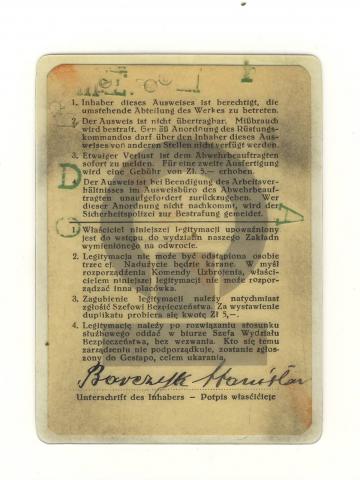 1. Inhaber dieses Ausweises ist berechtigt, die
umstehende Abteilung des Werkes zu betreten.
2. Der Ausweis ist nicht übertragbar. Mißbrauch
wird bestraft. Gemäß Anordnung des Rüstungs-
kommandos darf über den Inhaber dieses Aus-
weises von anderen Stellen nicht verfügt werden.
3. Etwaiger Verlust ist dem Abwehrbeauftragten
sofort zu melden. Für eine zweite Ausfertigung
wird eine Gebühr von Zł. 5,— erhoben.
Der Ausweis ist bei Beendigung des Arbeitsver-
hältnisses im Ausweisbüro des Abwehrbeauf-
tragten unaufgefordert zurückzugeben. Wer
dieser Anordnung nicht nachkommt, wird der
Sicherheitspolizei zur Bestrafung gemeldet.
Właściciel niniejszej legitymacji upoważniony
jest do wstępu do wydziału naszego Zakładu
wymienionego na odwrocie.
2. Legitymacja nie może być odstąpiona osobie
trzeciej. Nadużycie będzie karane. W myśl
rozporządzenia Komendy Uzbrojenia, właści-
cielem niniejszej legitymacji nie może rozpo-
rządzać inna placówka.
3. Zagubienie legitymacji należy natychmiast
zgłosić Szefowi Bezpieczeństwa. Za wystawienie
duplikatu pobiera się kwotę Zł 5,—.
4. Legitymację należy po rozwiązaniu stosunku
służbowego oddać w biurze Szefa Wydziału
Bezpieczeństwa, bez wezwania. Kto się temu
zarządzeniu nie podporządkuje, zostanie zgło-
szony do Gestapo, celem ukarania.
Stanisław
Unterschrift des Inhabers — Potpis właściciela
D
G
A